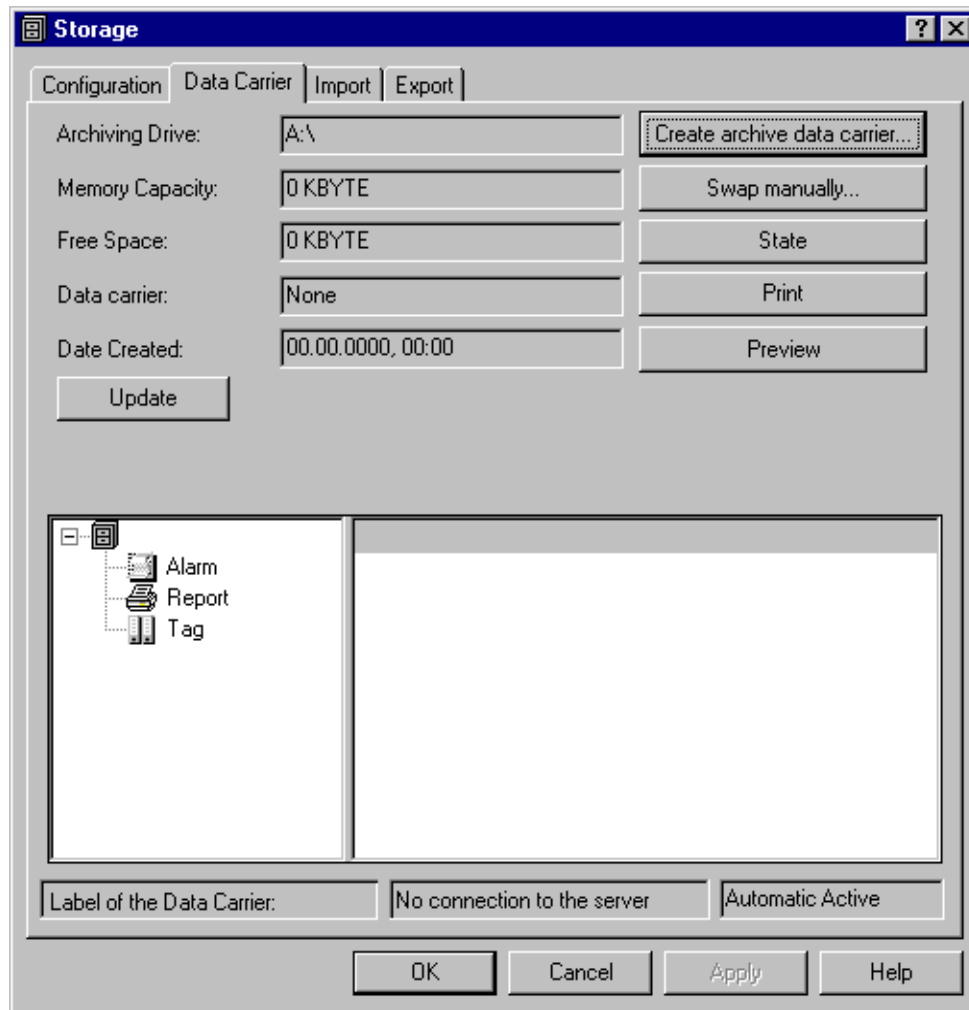 Storage
Configuration Data Carrier Import Export
Archiving Drive: A:\ Create archive data carrier...
Memory Capacity: 0 KBYTE Swap manually...
Free Space: 0 KBYTE State
Data carrier: None Print
Date Created: 00.00.0000, 00:00 Preview
Update
Alarm
Report
Tag
Label of the Data Carrier: No connection to the server Automatic Active
OK Cancel Apply Help